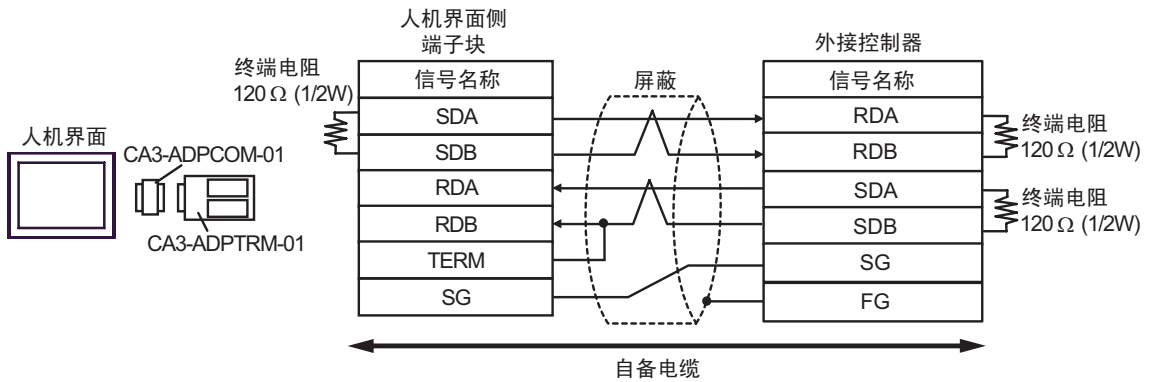 人机界面
CA3-ADPCOM-01
CA3-ADPTRM-01
终端电阻
120 Ω (1/2W)
人机界面侧
端子块
信号名称
SDA
SDB
RDA
RDB
TERM
SG
屏蔽
外接控制器
信号名称
RDA
RDB
SDA
SDB
SG
FG
终端电阻
120 Ω (1/2W)
终端电阻
120 Ω (1/2W)
自备电缆